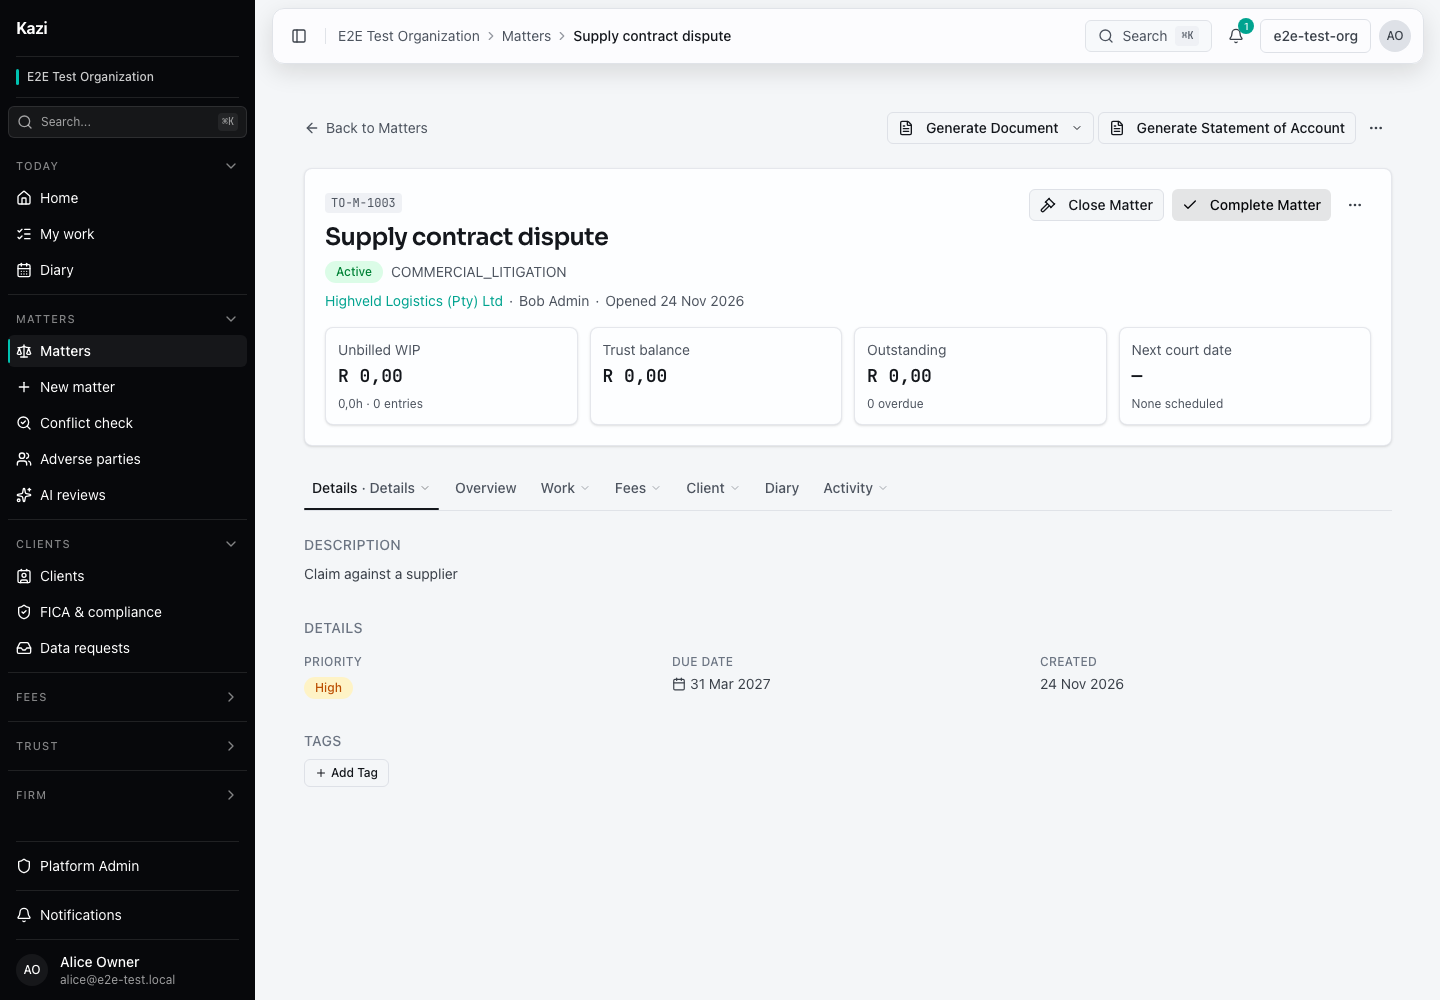 Kazi
E2E Test Organization
Search... ⌘K
TODAY
Home
My work
Diary
MATTERS
Matters
New matter
Conflict check
Adverse parties
AI reviews
CLIENTS
Clients
FICA & compliance
Data requests
FEES
TRUST
FIRM
Platform Admin
Notifications
AO
Alice Owner
alice@e2e-test.local
E2E Test Organization > Matters > Supply contract dispute
Search ⌘K
1
e2e-test-org
AO
Back to Matters
Generate Document
Generate Statement of Account
TO-M-1003
Close Matter
Complete Matter
Supply contract dispute
Active COMMERCIAL_LITIGATION
Highveld Logistics (Pty) Ltd · Bob Admin · Opened 24 Nov 2026
Unbilled WIP
R 0,00
0,0h · 0 entries
Trust balance
R 0,00
Outstanding
R 0,00
0 overdue
Next court date
—
None scheduled
Details · Details Overview Work Fees Client Diary Activity
DESCRIPTION
Claim against a supplier
DETAILS
PRIORITY
High
DUE DATE
31 Mar 2027
CREATED
24 Nov 2026
TAGS
+ Add Tag